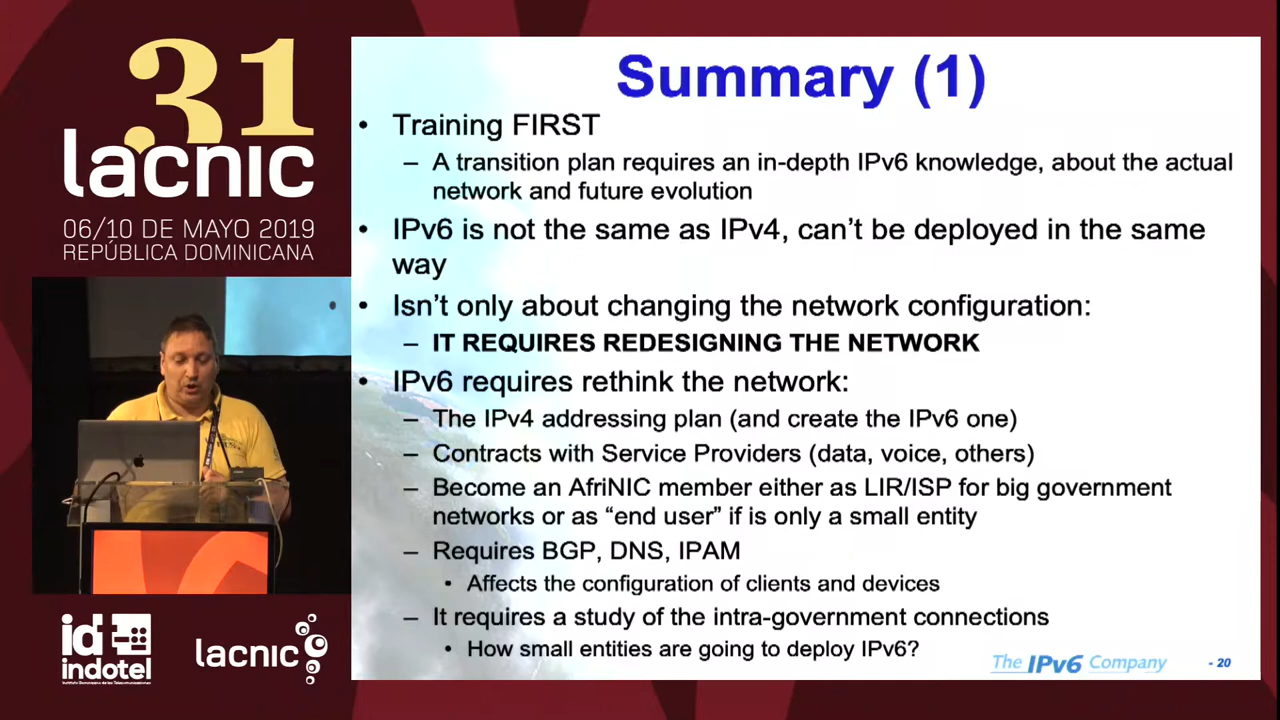 31
lacnic
06/10 DE MAYO 2019
REPÚBLICA DOMINICANA
Summary (1)
• Training FIRST
– A transition plan requires an in-depth IPv6 knowledge, about the actual
network and future evolution
• IPv6 is not the same as IPv4, can't be deployed in the same
way
• Isn't only about changing the network configuration:
– IT REQUIRES REDESIGNING THE NETWORK
• IPv6 requires rethink the network:
– The IPv4 addressing plan (and create the IPv6 one)
– Contracts with Service Providers (data, voice, others)
– Become an AfriNIC member either as LIR/ISP for big government
networks or as "end user" if is only a small entity
– Requires BGP, DNS, IPAM
• Affects the configuration of clients and devices
– It requires a study of the intra-government connections
• How small entities are going to deploy IPv6?
The IPv6 Company
- 20
id
indotel
Instituto Dominicano de las Telecomunicaciones
lacnic